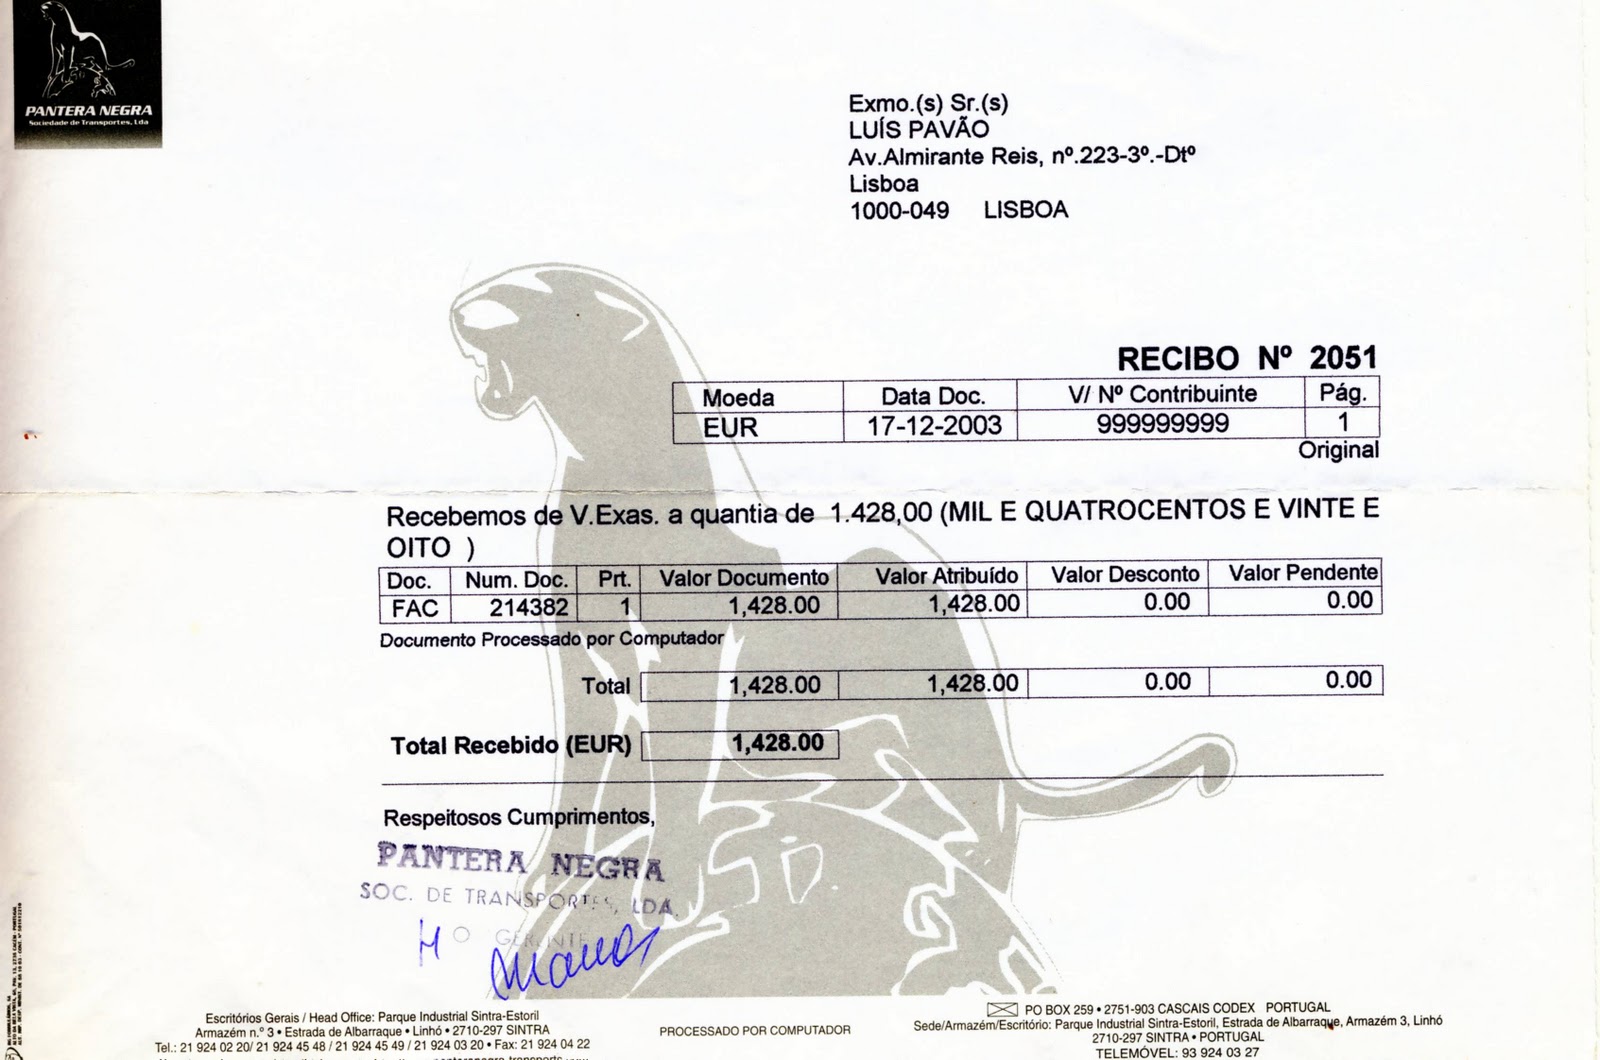 PANTERA NEGRA
Sociedade de Transportes, Lda
Exmo.(s) Sr.(s)
LUÍS PAVÃO
Av.Almirante Reis, nº.223-3º.-Dtº
Lisboa
1000-049 LISBOA
RECIBO Nº 2051
Moeda Data Doc. V/ Nº Contribuinte Pág.
EUR 17-12-2003 999999999 1
Original
Recebemos de V.Exas. a quantia de 1.428,00 (MIL E QUATROCENTOS E VINTE E
OITO )
Doc. Num. Doc. Prt. Valor Documento Valor Atribuído Valor Desconto Valor Pendente
FAC 214382 1 1,428.00 1,428.00 0.00 0.00
Documento Processado por Computador
Total 1,428.00 1,428.00 0.00 0.00
Total Recebido (EUR) 1,428.00
Respeitosos Cumprimentos,
PANTERA NEGRA
SOC. DE TRANSPORTES, LDA.
O GERENTE
Escritórios Gerais / Head Office: Parque Industrial Sintra-Estoril
Armazém n.º 3 • Estrada de Albarraque • Linhó • 2710-297 SINTRA
Tel.: 21 924 02 20/ 21 924 45 48 / 21 924 45 49 / 21 924 03 20 • Fax: 21 924 04 22
PROCESSADO POR COMPUTADOR
PO BOX 259 • 2751-903 CASCAIS CODEX PORTUGAL
Sede/Armazém/Escritório: Parque Industrial Sintra-Estoril, Estrada de Albarraque, Armazém 3, Linhó
2710-297 SINTRA • PORTUGAL
TELEMÓVEL: 93 924 03 27